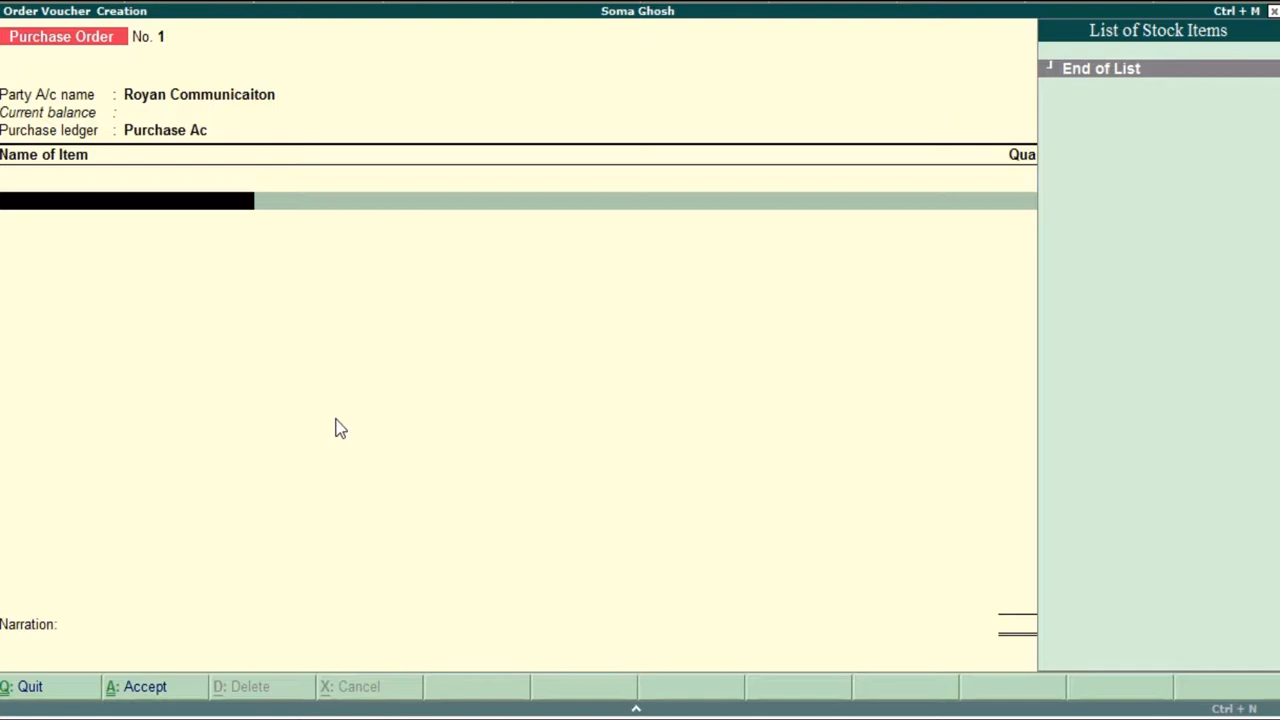 Order Voucher Creation Soma Ghosh Ctrl + M x
Purchase Order No. 1
List of Stock Items
End of List
Party A/c name : Royan Communicaiton
Current balance :
Purchase ledger : Purchase Ac
Name of Item Qua
Narration:
Q: Quit A: Accept D: Delete X: Cancel
Ctrl + N